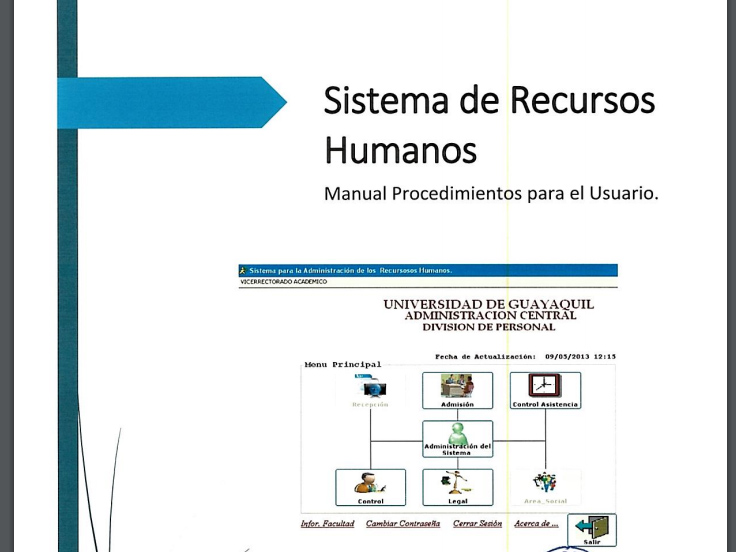 Sistema de Recursos
Humanos
Manual Procedimientos para el Usuario.
Sistema para la Administración de los Recursosos Humanos.
VICERRECTORADO ACADEMICO
UNIVERSIDAD DE GUAYAQUIL
ADMINISTRACION CENTRAL
DIVISION DE PERSONAL
Fecha de Actualización: 09/05/2013 12:15
Menu Principal
Recepción
Admisión
Control Asistencia
Administración del
Sistema
Control
Legal
Area_Social
Infor. Facultad Cambiar Contraseña Cerrar Sesión Acerca de ...
Salir